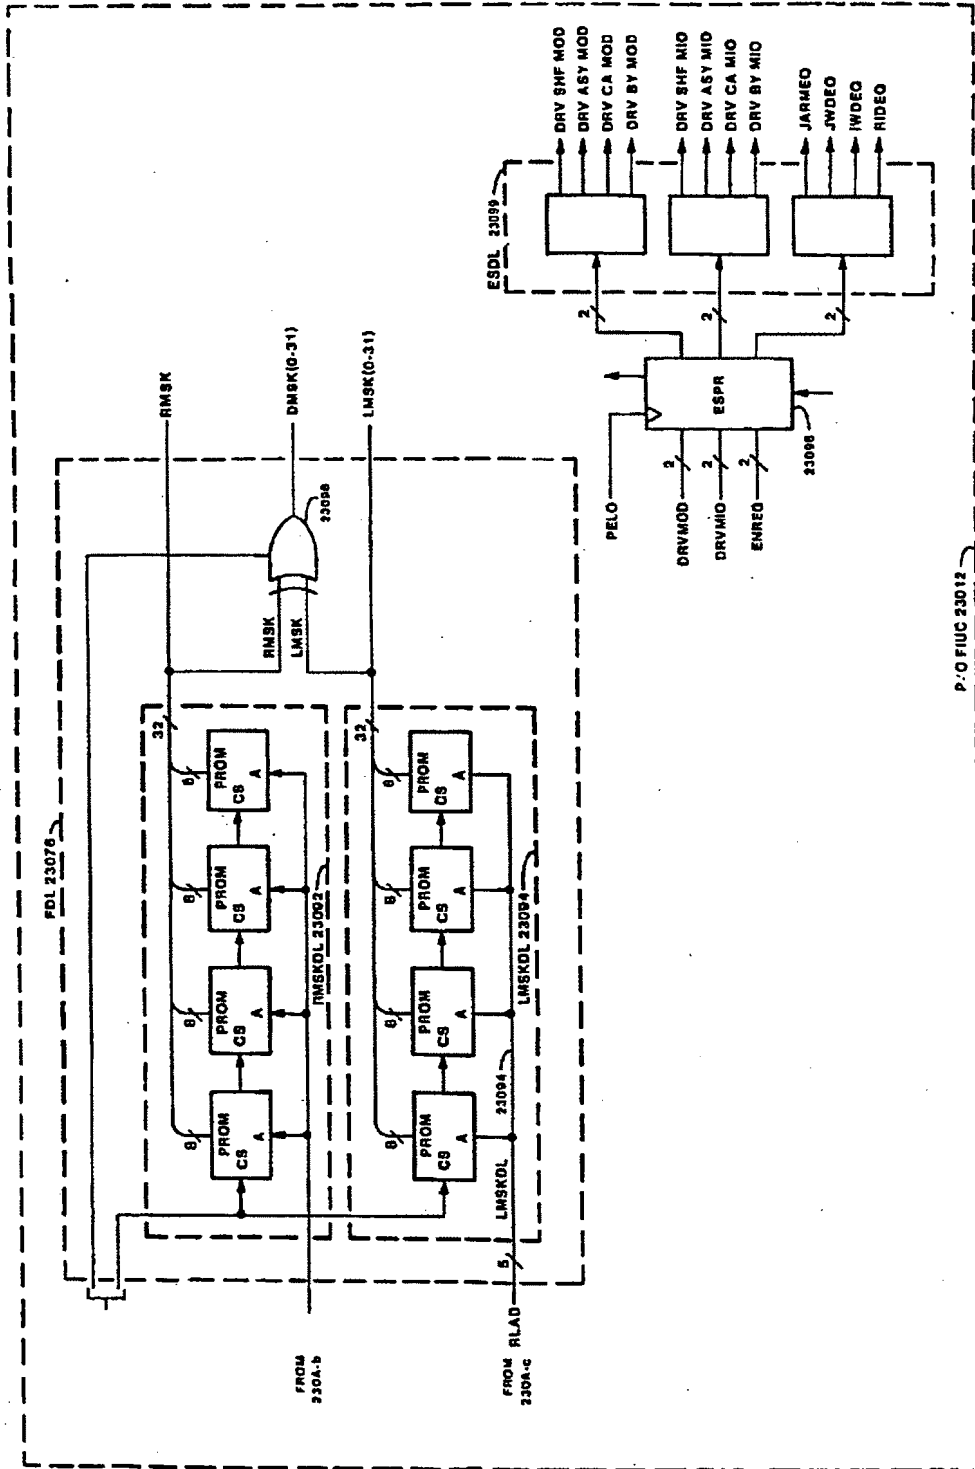 FDL 23076
RMSK
DMSK(0-31)
LMSK(0-31)
RMSK
LMSK
23096
32
8
8
8
6
PROM
CS
A
PROM
CS
A
PROM
CS
A
PROM
CS
A
RMSKDL 23092
32
8
8
8
6
PROM
CS
A
PROM
CS
A
PROM
CS
A
PROM
CS
A
LMSKDL
23094
LMSKDL 23094
5
FROM
230A-b
FROM RLAD
230A-c
PELO
DRVMOD
2
DRVMIO
2
ENREG
2
ESPR
23098
2
2
2
ESDL 23099
DRV SHF MOD
DRV ASY MOD
DRV CA MOD
DRV BY MOD
DRV SHF MIO
DRV ASY MIO
DRV CA MIO
DRV BY MIO
JARMEQ
JWDEQ
IWDEQ
RIDEQ
P/O FIUC 23012